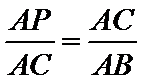 AP/AC = AC/AB